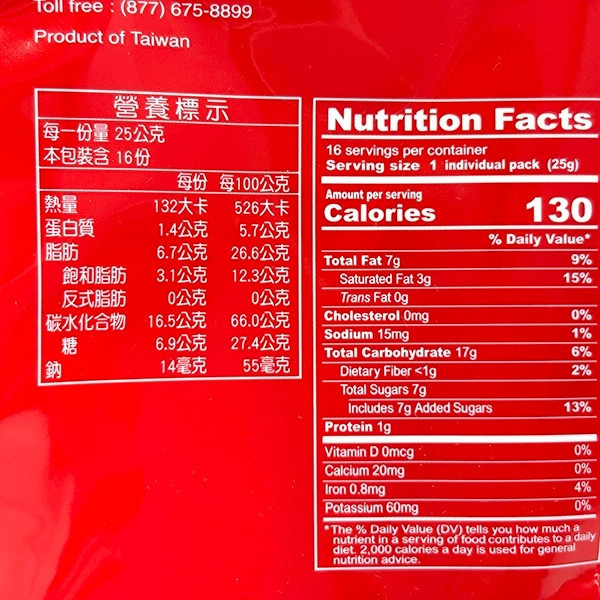 Toll free : (877) 675-8899
Product of Taiwan
營養標示
每一份量 25公克
本包裝含 16份
每份 每100公克
熱量 132大卡 526大卡
蛋白質 1.4公克 5.7公克
脂肪 6.7公克 26.6公克
飽和脂肪 3.1公克 12.3公克
反式脂肪 0公克 0公克
碳水化合物 16.5公克 66.0公克
糖 6.9公克 27.4公克
鈉 14毫克 55毫克
Nutrition Facts
16 servings per container
Serving size 1 individual pack (25g)
Amount per serving
Calories 130
% Daily Value*
Total Fat 7g 9%
Saturated Fat 3g 15%
Trans Fat 0g
Cholesterol 0mg 0%
Sodium 15mg 1%
Total Carbohydrate 17g 6%
Dietary Fiber <1g 2%
Total Sugars 7g
Includes 7g Added Sugars 13%
Protein 1g
Vitamin D 0mcg 0%
Calcium 20mg 0%
Iron 0.8mg 4%
Potassium 60mg 0%
*The % Daily Value (DV) tells you how much a
nutrient in a serving of food contributes to a daily
diet. 2,000 calories a day is used for general
nutrition advice.